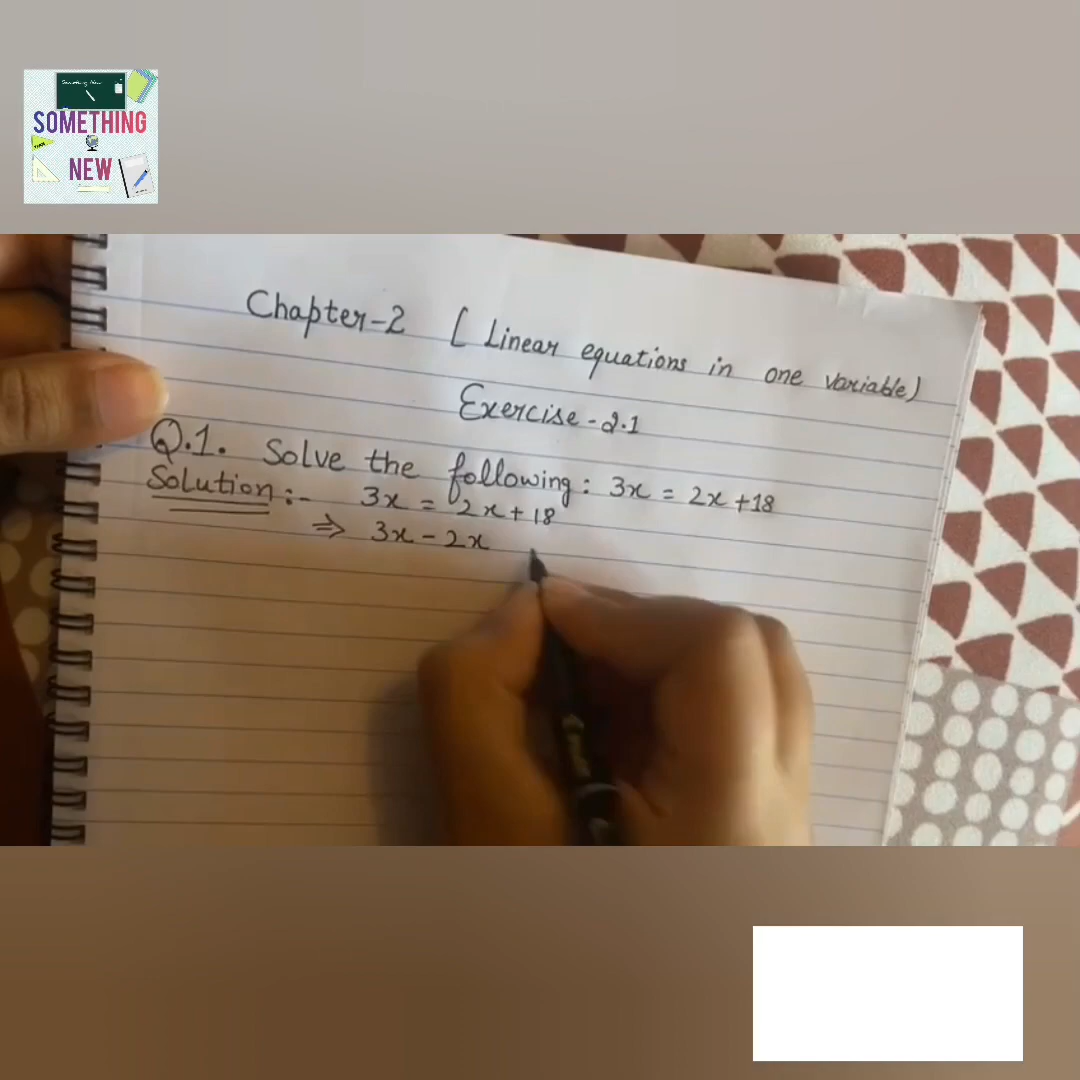 SOMETHING
NEW
Chapter-2 [ Linear equations in one variable)
Exercise-2.1
Q.1. Solve the following: 3x = 2x +18
Solution :- 3x = 2x + 18
⇒ 3x - 2x